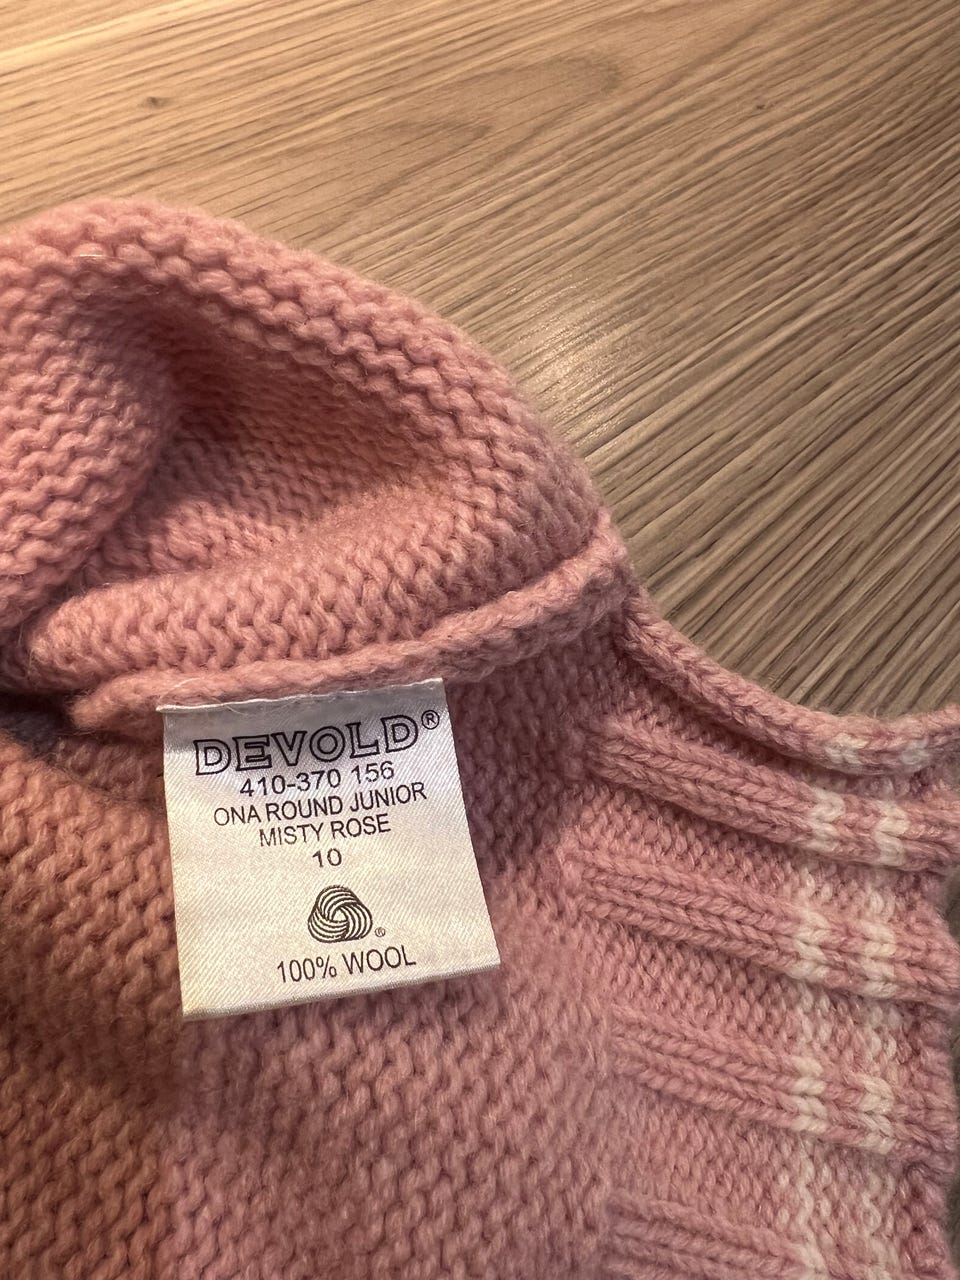 DEVOLD®
410-370 156
ONA ROUND JUNIOR
MISTY ROSE
10
®
100% WOOL